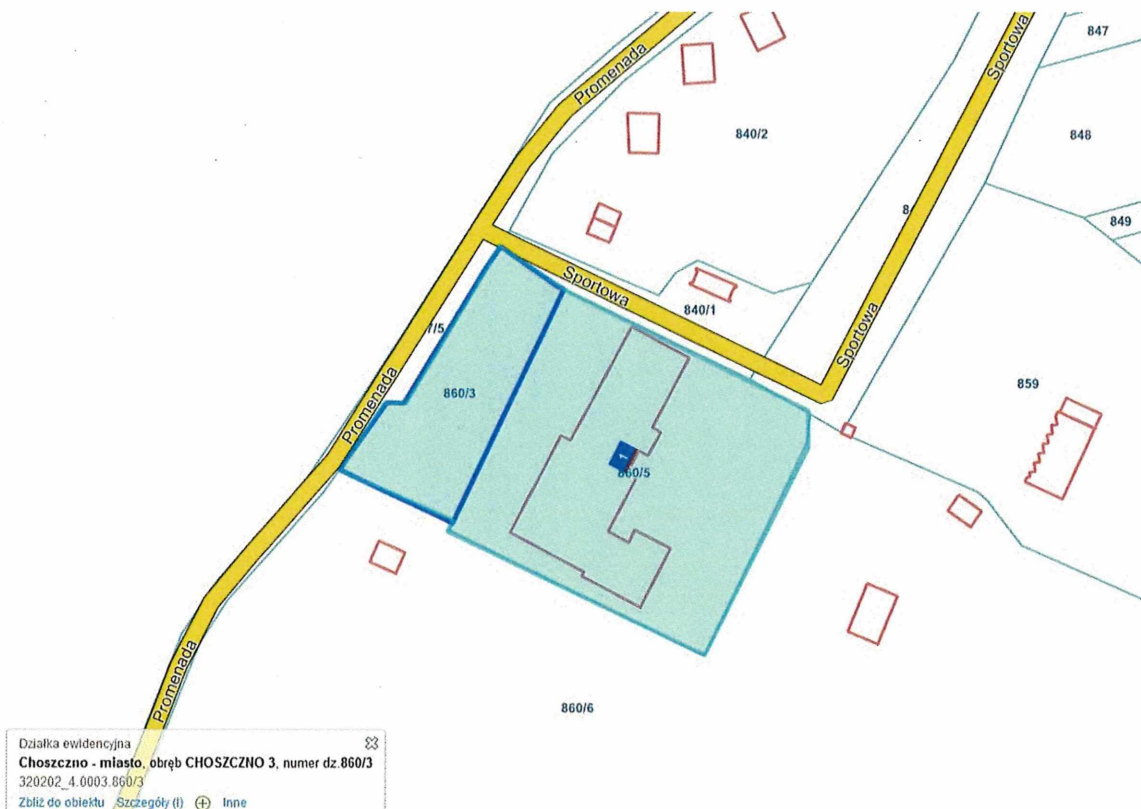 847
Sportowa
Promenada
840/2
848
849
8
Sportowa
840/1
7/5
Sportowa
859
860/3
Promenada
1
860/5
860/6
Promenada
Działka ewidencyjna
Choszczno - miasto, obręb CHOSZCZNO 3, numer dz.860/3
320202_4.0003.860/3
Zbliż do obiektu Szczegóły (I) Inne